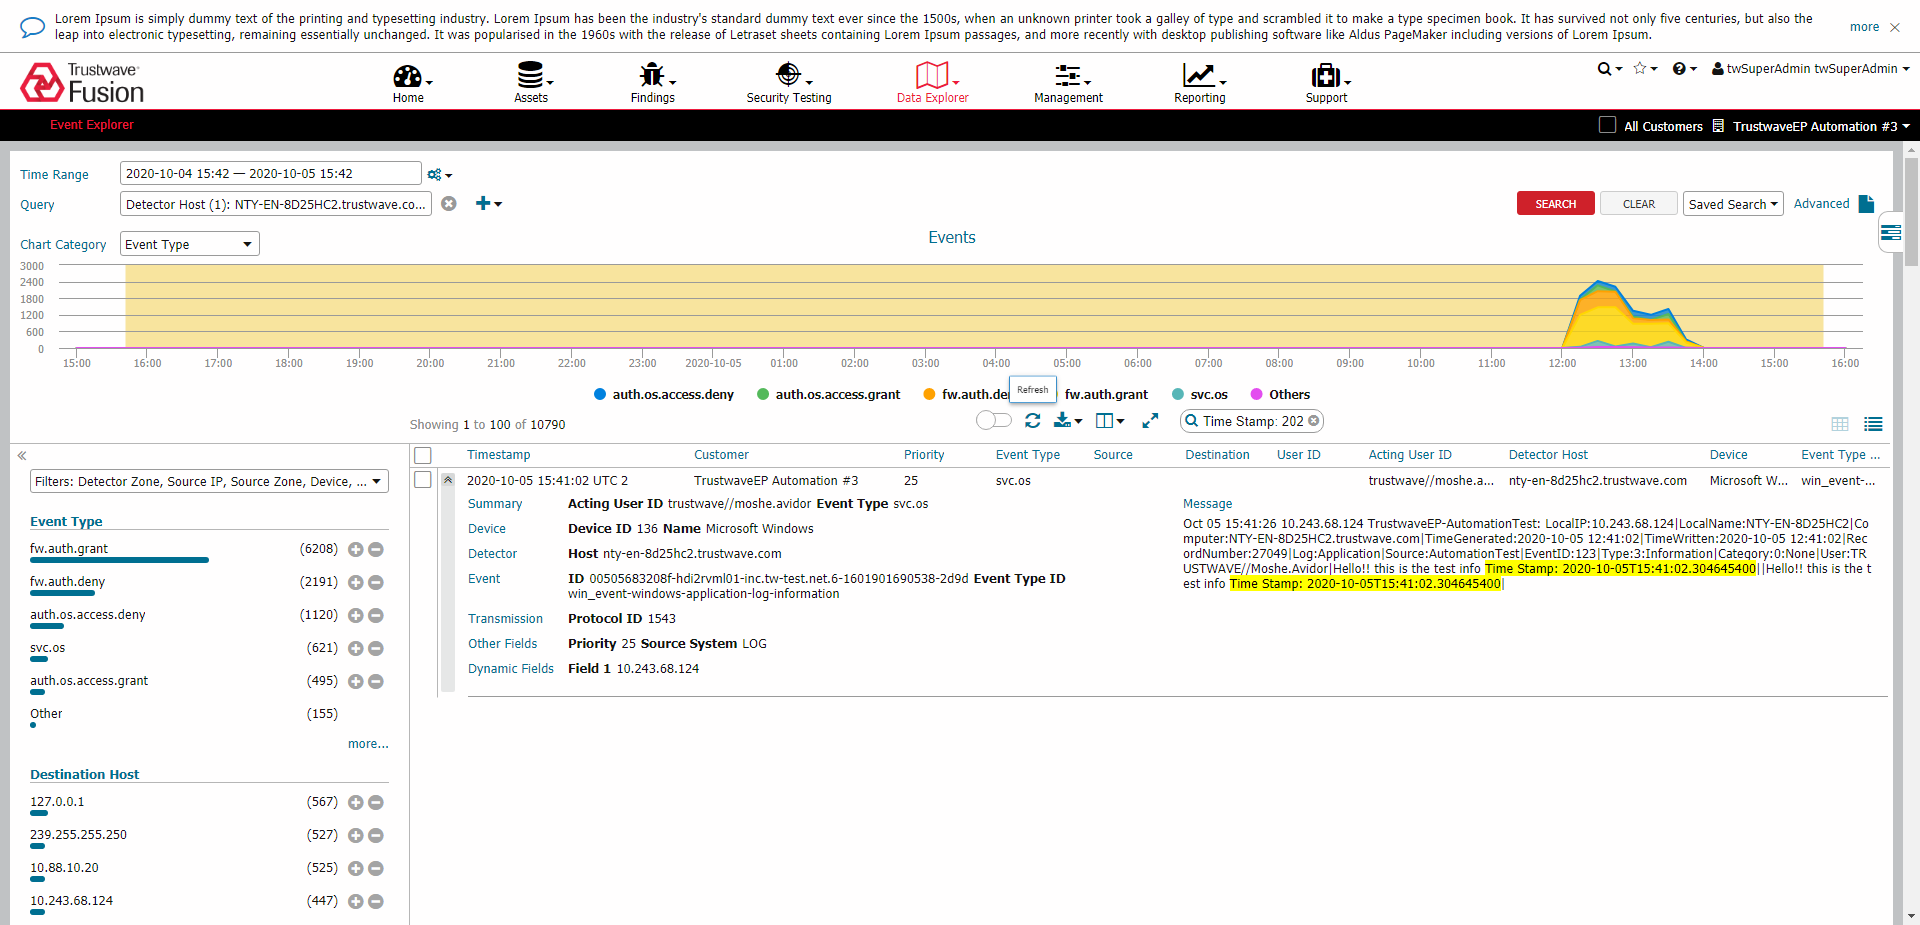 Lorem Ipsum is simply dummy text of the printing and typesetting industry. Lorem Ipsum has been the industry's standard dummy text ever since the 1500s, when an unknown printer took a galley of type and scrambled it to make a type specimen book. It has survived not only five centuries, but also the
leap into electronic typesetting, remaining essentially unchanged. It was popularised in the 1960s with the release of Letraset sheets containing Lorem Ipsum passages, and more recently with desktop publishing software like Aldus PageMaker including versions of Lorem Ipsum.
more
Trustwave
Fusion
Home
Assets
Findings
Security Testing
Data Explorer
Management
Reporting
Support
twSuperAdmin twSuperAdmin
Event Explorer
All Customers
TrustwaveEP Automation #3
Time Range
2020-10-04 15:42 — 2020-10-05 15:42
Query
Detector Host (1): NTY-EN-8D25HC2.trustwave.co...
SEARCH
CLEAR
Saved Search
Advanced
Chart Category
Event Type
Events
3000
2400
1800
1200
600
0
15:00 16:00 17:00 18:00 19:00 20:00 21:00 22:00 23:00 2020-10-05 01:00 02:00 03:00 04:00 05:00 06:00 07:00 08:00 09:00 10:00 11:00 12:00 13:00 14:00 15:00 16:00
auth.os.access.deny auth.os.access.grant fw.auth.de fw.auth.grant svc.os Others
Refresh
Showing 1 to 100 of 10790
Time Stamp: 202
Filters: Detector Zone, Source IP, Source Zone, Device, ...
Event Type
fw.auth.grant (6208)
fw.auth.deny (2191)
auth.os.access.deny (1120)
svc.os (621)
auth.os.access.grant (495)
Other (155)
more...
Destination Host
127.0.0.1 (567)
239.255.255.250 (527)
10.88.10.20 (525)
10.243.68.124 (447)
Timestamp Customer Priority Event Type Source Destination User ID Acting User ID Detector Host Device Event Type ...
2020-10-05 15:41:02 UTC 2 TrustwaveEP Automation #3 25 svc.os trustwave//moshe.a... nty-en-8d25hc2.trustwave.com Microsoft W... win_event-...
Summary Acting User ID trustwave//moshe.avidor Event Type svc.os
Device Device ID 136 Name Microsoft Windows
Detector Host nty-en-8d25hc2.trustwave.com
Event ID 00505683208f-hdi2rvml01-inc.tw-test.net.6-1601901690538-2d9d Event Type ID
win_event-windows-application-log-information
Transmission Protocol ID 1543
Other Fields Priority 25 Source System LOG
Dynamic Fields Field 1 10.243.68.124
Message
Oct 05 15:41:26 10.243.68.124 TrustwaveEP-AutomationTest: LocalIP:10.243.68.124|LocalName:NTY-EN-8D25HC2|Co
mputer:NTY-EN-8D25HC2.trustwave.com|TimeGenerated:2020-10-05 12:41:02|TimeWritten:2020-10-05 12:41:02|Rec
ordNumber:27049|Log:Application|Source:AutomationTest|EventID:123|Type:3:Information|Category:0:None|User:TR
USTWAVE//Moshe.Avidor|Hello!! this is the test info Time Stamp: 2020-10-05T15:41:02.304645400||Hello!! this is the t
est info Time Stamp: 2020-10-05T15:41:02.304645400|